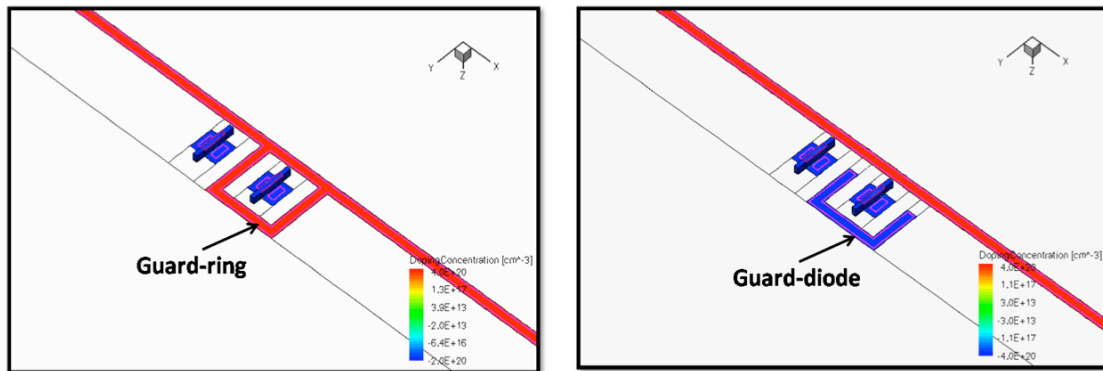 Y
X
Z
Guard-ring
DopingConcentration [cm^-3]
4.0E+20
1.3E+17
3.9E+13
-2.0E+13
-6.4E+16
-2.0E+20
Y
X
Z
Guard-diode
DopingConcentration [cm^-3]
4.0E+20
1.1E+17
3.0E+13
-3.0E+13
-1.1E+17
-4.0E+20